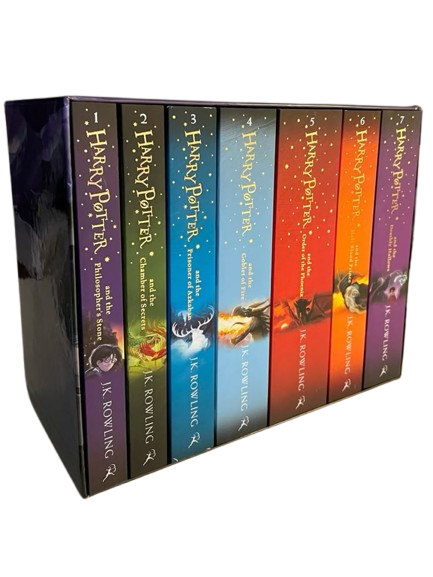 1
HARRY POTTER
and the
Philosopher's Stone
J.K. ROWLING
2
HARRY POTTER
and the
Chamber of Secrets
J.K. ROWLING
3
HARRY POTTER
and the
Prisoner of Azkaban
J.K. ROWLING
4
HARRY POTTER
and the
Goblet of Fire
J.K. ROWLING
5
HARRY POTTER
and the
Order of the Phoenix
J.K. ROWLING
6
HARRY POTTER
and the
J.K. ROWLING
7
HARRY POTTER
and the
Deathly Hallows
J.K. ROWLING